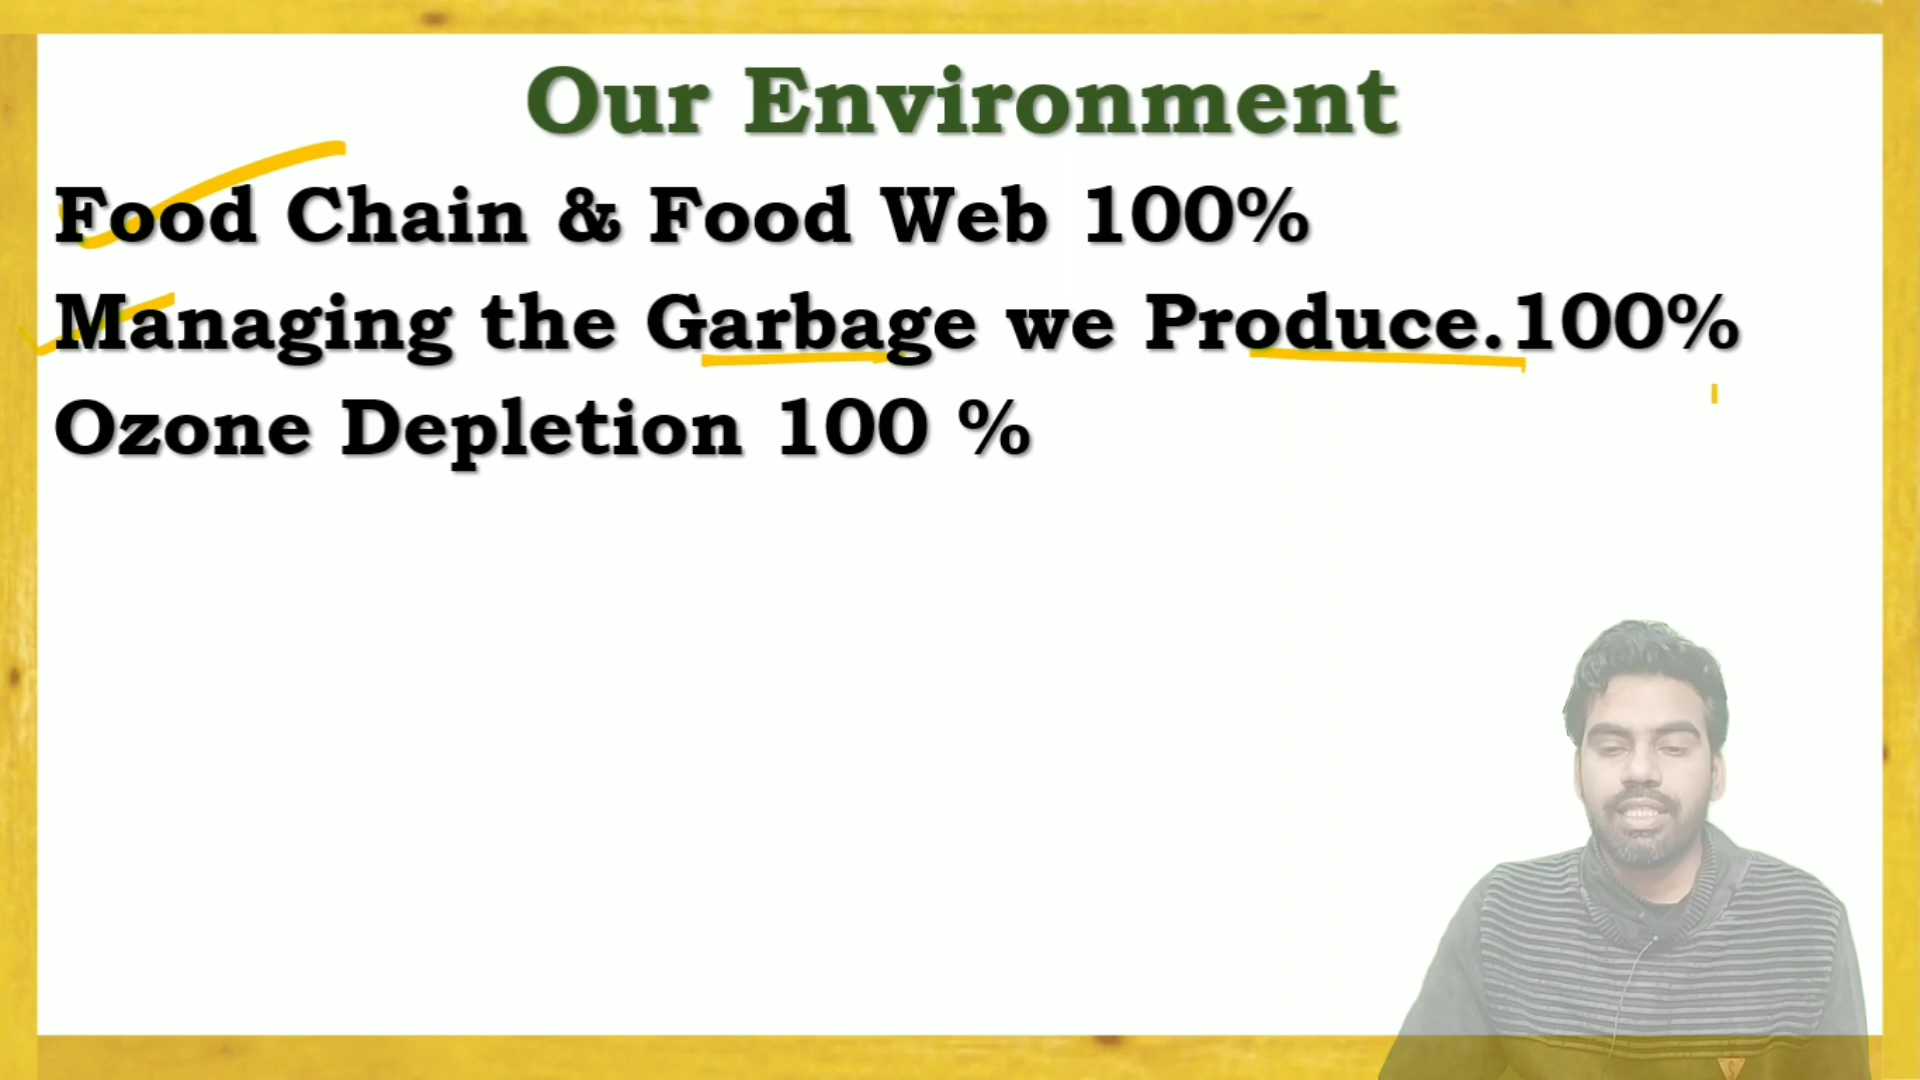 Our Environment
Food Chain & Food Web 100%
Managing the Garbage we Produce.100%
Ozone Depletion 100 %